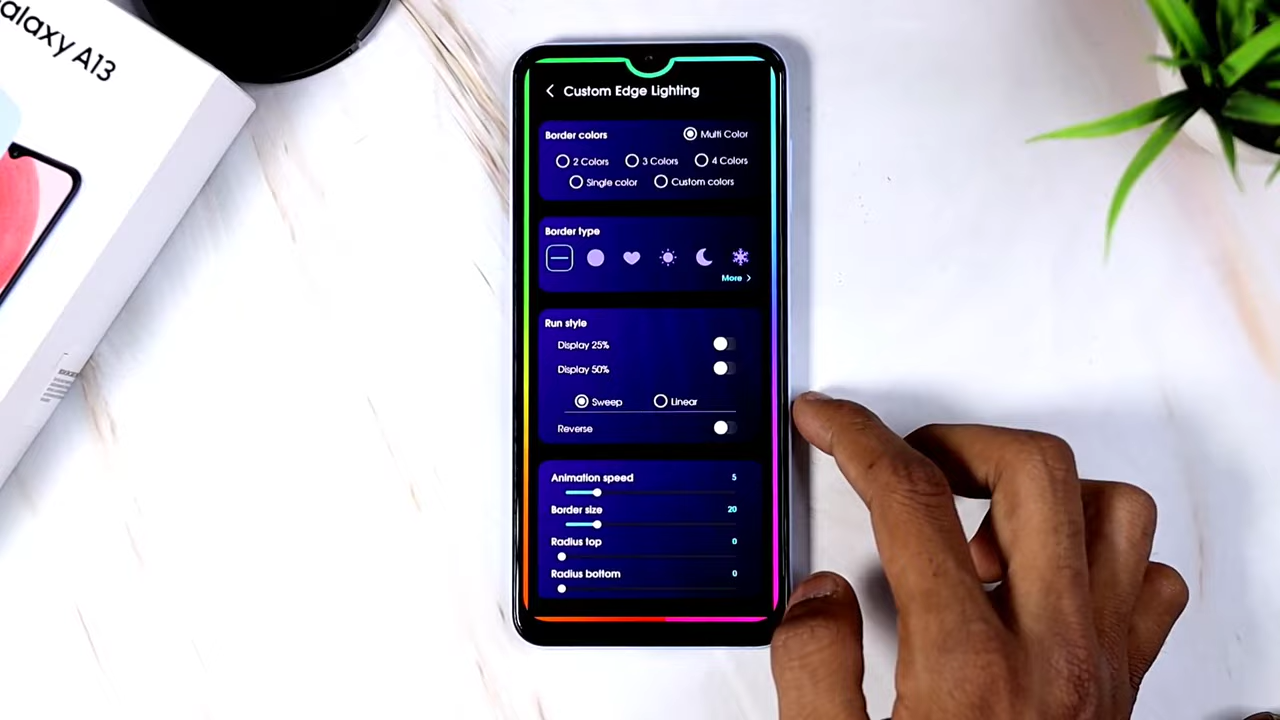 alaxy A13
Custom Edge Lighting
Border colors
Multi Color
2 Colors
3 Colors
4 Colors
Single color
Custom colors
Border type
More
Run style
Display 25%
Display 50%
Sweep
Linear
Reverse
Animation speed
5
Border size
20
Radius top
0
Radius bottom
0